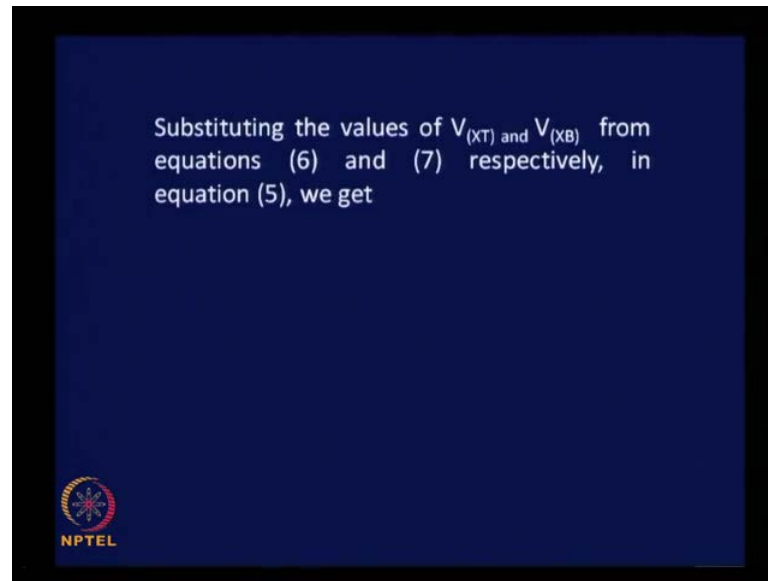 Substituting the values of V(XT) and V(XB) from
equations (6) and (7) respectively, in
equation (5), we get
NPTEL